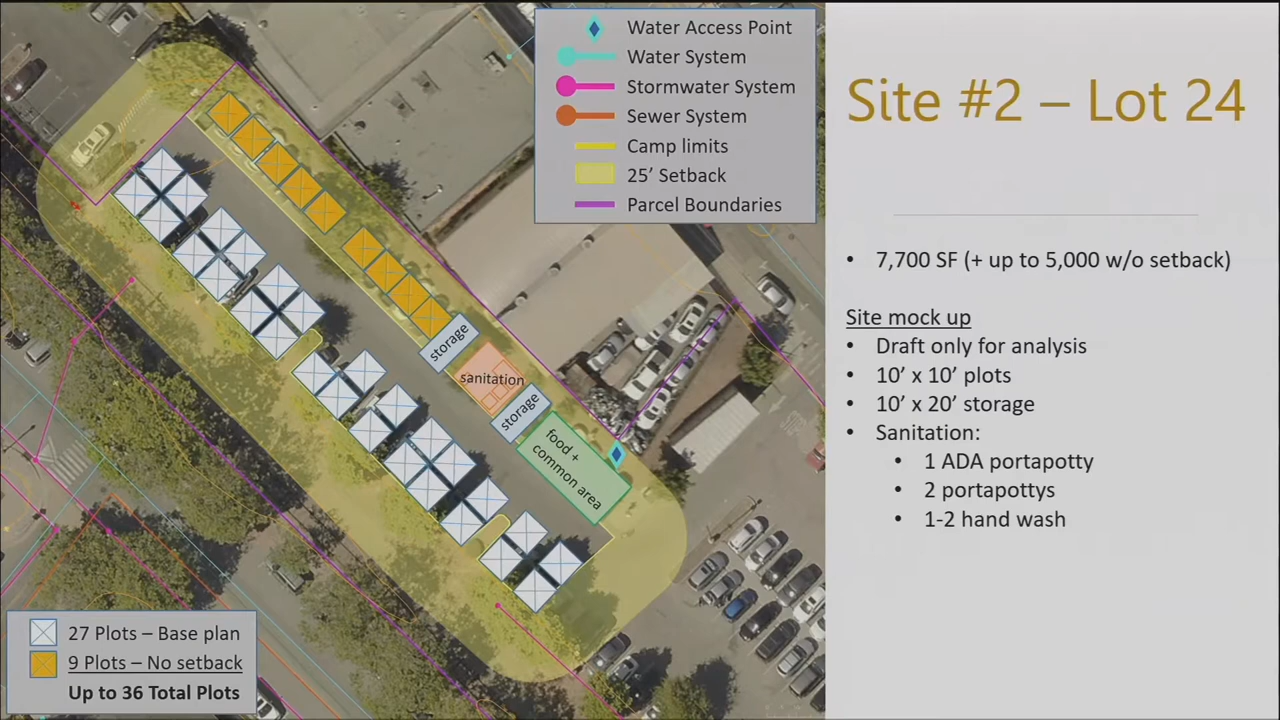 Water Access Point
Water System
Stormwater System
Sewer System
Camp limits
25’ Setback
Parcel Boundaries
storage
sanitation
storage
food +
common area
27 Plots – Base plan
9 Plots – No setback
Up to 36 Total Plots
Site #2 – Lot 24
• 7,700 SF (+ up to 5,000 w/o setback)
Site mock up
• Draft only for analysis
• 10’ x 10’ plots
• 10’ x 20’ storage
• Sanitation:
• 1 ADA portapotty
• 2 portapottys
• 1-2 hand wash